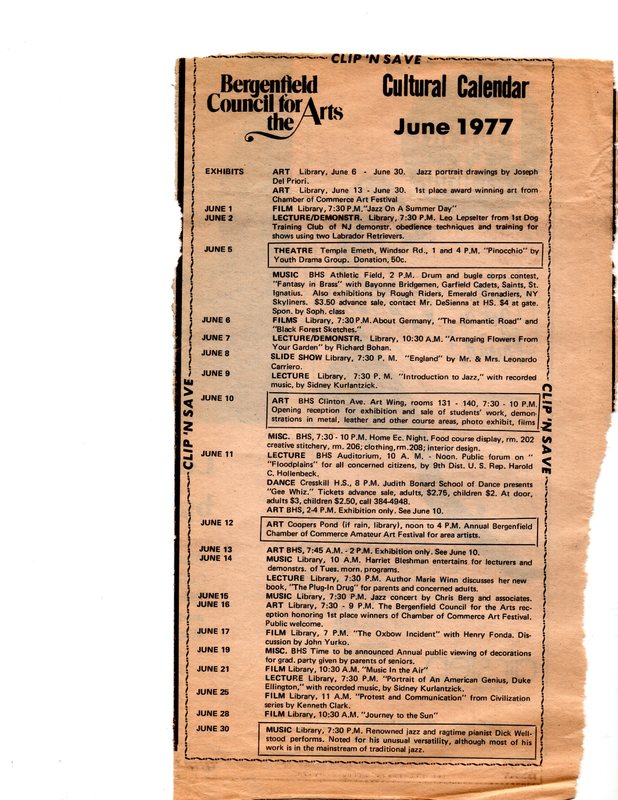 CLIP 'N SAVE
Bergenfield
Council for
the Arts
Cultural Calendar
June 1977
EXHIBITS ART Library, June 6 - June 30. Jazz portrait drawings by Joseph
Del Priori.
ART Library, June 13 - June 30. 1st place award winning art from
Chamber of Commerce Art Festival
JUNE 1 FILM Library, 7:30 P.M. "Jazz On A Summer Day"
JUNE 2 LECTURE/DEMONSTR. Library, 7:30 P.M. Leo Lepselter from 1st Dog
Training Club of NJ demonstr. obedience techniques and training for
shows using two Labrador Retrievers.
JUNE 5 THEATRE Temple Emeth, Windsor Rd., 1 and 4 P.M. "Pinocchio" by
Youth Drama Group. Donation, 50c.
MUSIC BHS Athletic Field, 2 P.M. Drum and bugle corps contest,
"Fantasy in Brass" with Bayonne Bridgemen, Garfield Cadets, Saints, St.
Ignatius. Also exhibitions by Rough Riders, Emerald Grenadiers, NY
Skyliners. $3.50 advance sale, contact Mr. DeSianna at HS. $4 at gate.
Spon. by Soph. class
JUNE 6 FILMS Library, 7:30 P.M. About Germany, "The Romantic Road" and
"Black Forest Sketches."
JUNE 7 LECTURE/DEMONSTR. Library, 10:30 A.M. "Arranging Flowers From
Your Garden" by Richard Bohan.
JUNE 8 SLIDE SHOW Library, 7:30 P. M. "England" by Mr. & Mrs. Leonardo
Carriero.
JUNE 9 LECTURE Library, 7:30 P. M. "Introduction to Jazz," with recorded
music, by Sidney Kurlantzick.
JUNE 10 ART BHS Clinton Ave. Art Wing, rooms 131 - 140, 7:30 - 10 P.M.
Opening reception for exhibition and sale of students' work, demon-
strations in metal, leather and other course areas, photo exhibit, films
MISC. BHS, 7:30 - 10 P.M. Home Ec. Night. Food course display, rm. 202
creative stitchery, rm. 206; clothing, rm. 208; interior design.
JUNE 11 LECTURE BHS Auditorium, 10 A. M. - Noon. Public forum on "
"Floodplains" for all concerned citizens, by 9th Dist. U. S. Rep. Harold
C. Hollenbeck.
DANCE Cresskill H.S., 8 P.M. Judith Bonard School of Dance presents
"Gee Whiz." Tickets advance sale, adults, $2.75, children $2. At door,
adults $3, children $2.50, call 384-4948.
ART BHS, 2-4 P.M. Exhibition only. See June 10.
JUNE 12 ART Coopers Pond (if rain, library), noon to 4 P.M. Annual Bergenfield
Chamber of Commerce Amateur Art Festival for area artists.
JUNE 13 ART BHS, 7:45 A.M. - 2 P.M. Exhibition only. See June 10.
JUNE 14 MUSIC Library, 10 A.M. Harriet Bleshman entertains for lecturers and
demonstrs. of Tues. morn. programs.
LECTURE Library, 7:30 P.M. Author Marie Winn discusses her new
book, "The Plug-In Drug" for parents and concerned adults.
JUNE15 MUSIC Library, 7:30 P.M. Jazz concert by Chris Berg and associates.
JUNE 16 ART Library, 7:30 - 9 P.M. The Bergenfield Council for the Arts rec-
eption honoring 1st place winners of Chamber of Commerce Art Festival.
Public welcome.
JUNE 17 FILM Library, 7 P.M. "The Oxbow Incident" with Henry Fonda. Dis-
cussion by John Yurko.
JUNE 19 MISC. BHS Time to be announced Annual public viewing of decorations
for grad. party given by parents of seniors.
JUNE 21 FILM Library, 10:30 A.M. "Music In the Air"
LECTURE Library, 7:30 P.M. "Portrait of An American Genius, Duke
Ellington," with recorded music, by Sidney Kurlantzick.
JUNE 25 FILM Library, 11 A.M. "Protest and Communication" from Civilization
series by Kenneth Clark.
JUNE 28 FILM Library, 10:30 A.M. "Journey to the Sun"
JUNE 30 MUSIC Library, 7:30 P.M. Renowned jazz and ragtime pianist Dick Well-
stood performs. Noted for his unusual versatility, although most of his
work is in the mainstream of traditional jazz.
CLIP 'N SAVE
CLIP 'N SAVE